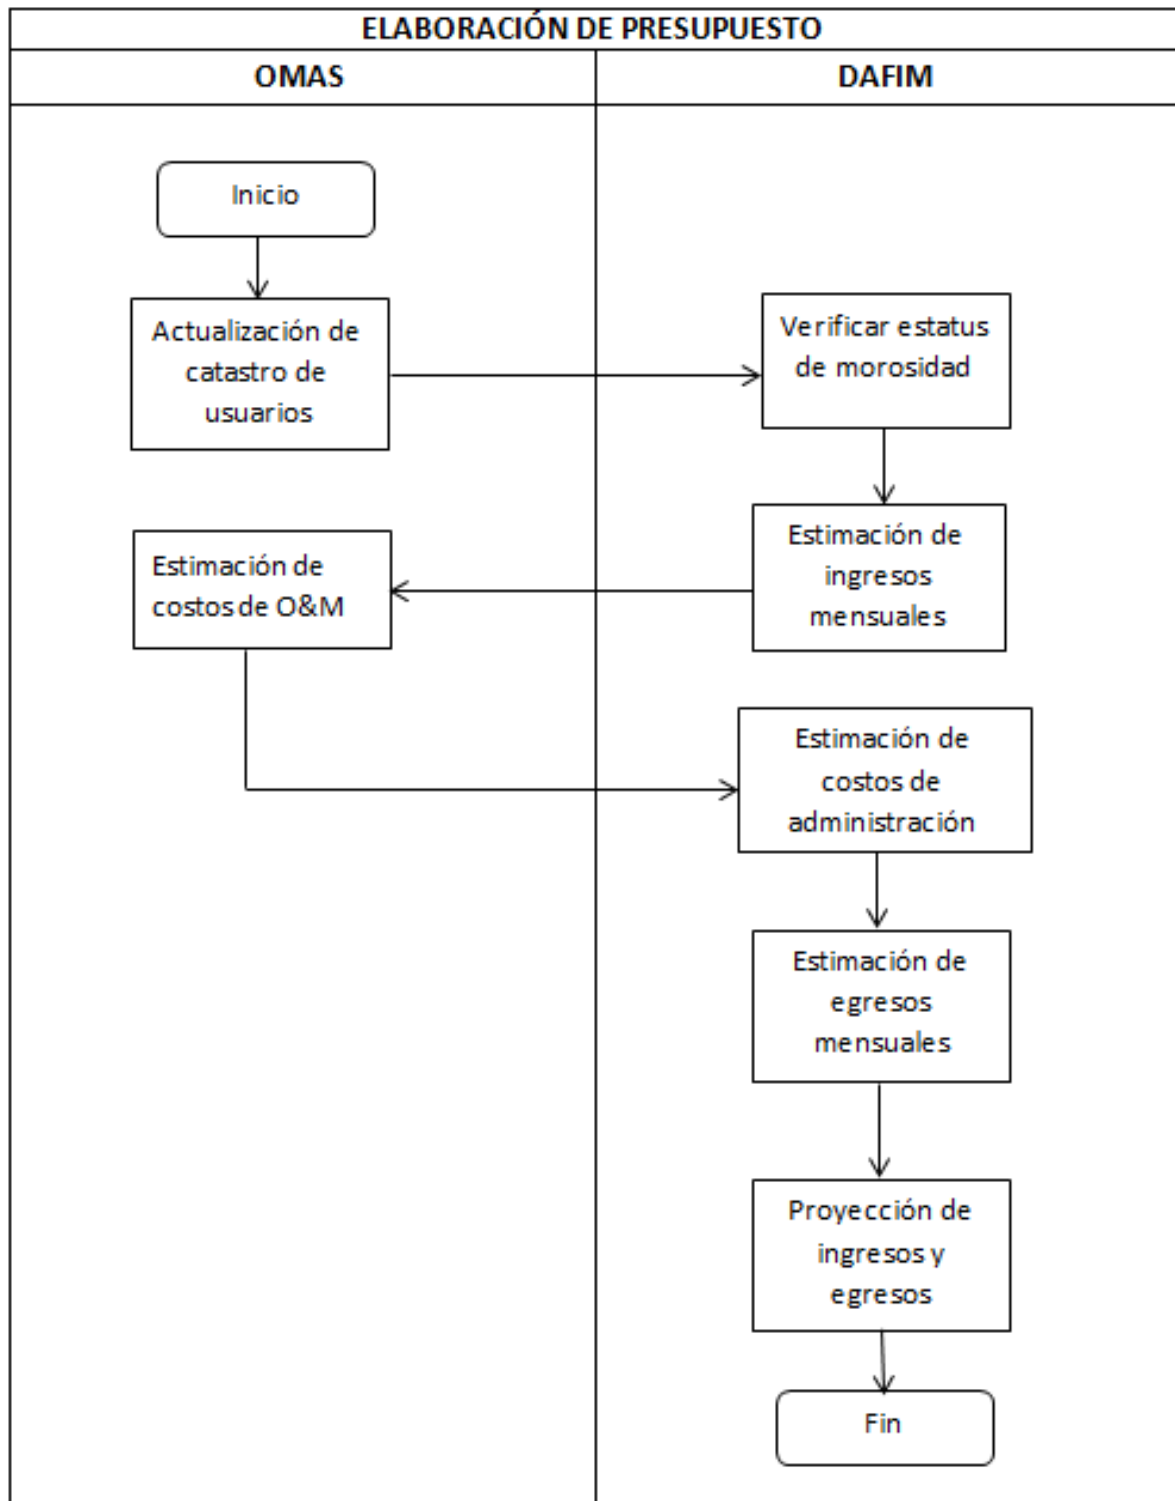 ELABORACIÓN DE PRESUPUESTO
OMAS
DAFIM
Inicio
Actualización de
catastro de
usuarios
Verificar estatus
de morosidad
Estimación de
ingresos
mensuales
Estimación de
costos de O&M
Estimación de
costos de
administración
Estimación de
egresos
mensuales
Proyección de
ingresos y
egresos
Fin